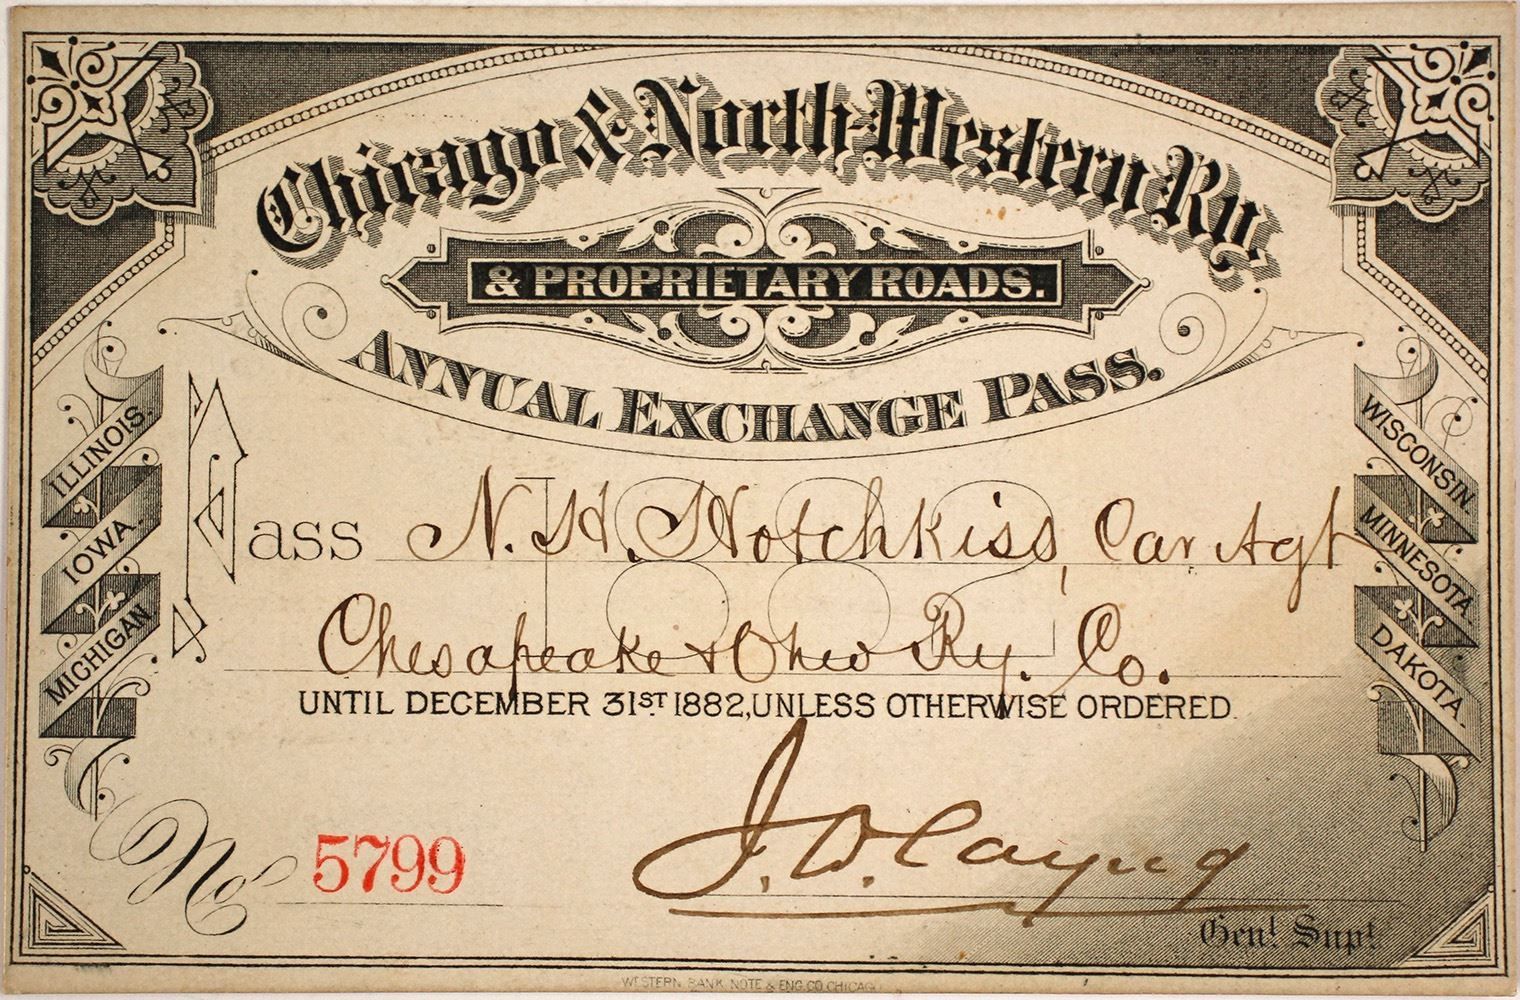 Chicago & North-Western Ry.
& PROPRIETARY ROADS.
ANNUAL EXCHANGE PASS.
ILLINOIS.
IOWA.
MICHIGAN
WISCONSIN.
MINNESOTA
DAKOTA.
1882
Pass N. H. Hotchkiss, Car Agt
Chesapeake & Ohio Ry. Co.
UNTIL DECEMBER 31ST 1882, UNLESS OTHERWISE ORDERED.
No. 5799
J. D. Layng
Genl. Supt.
WESTERN BANK NOTE & ENG. CO. CHICAGO